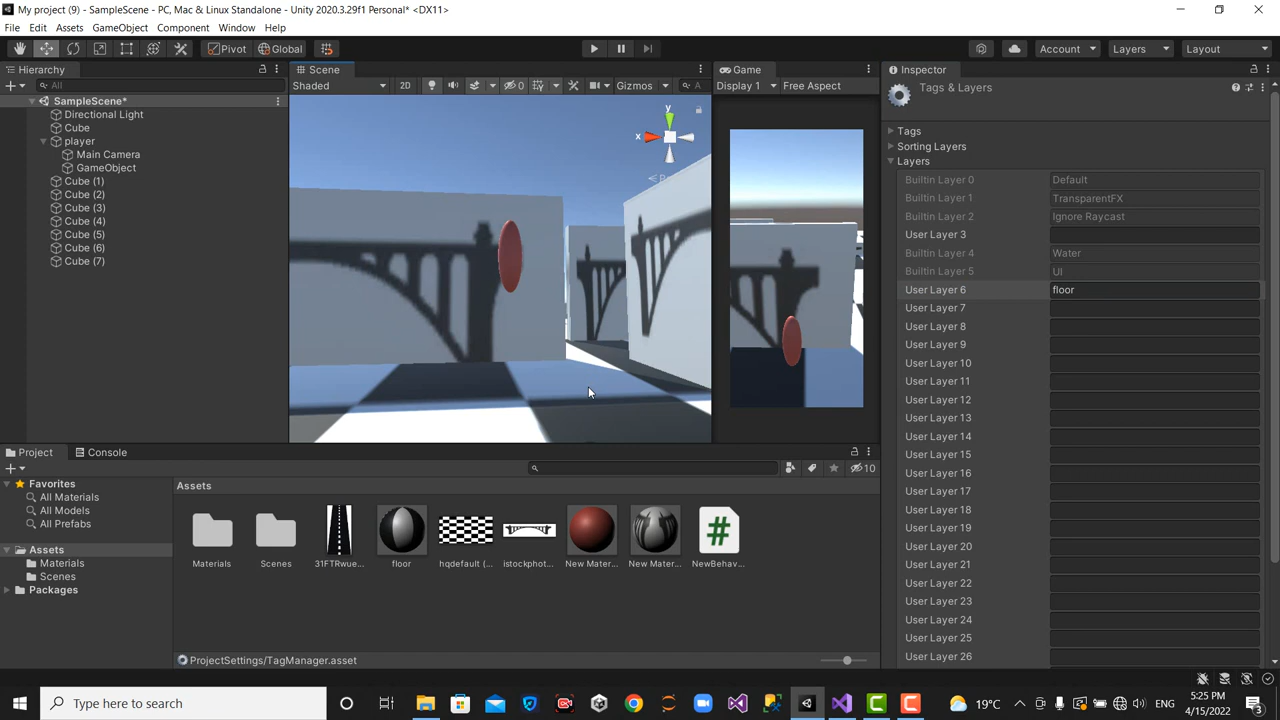 My project (9) - SampleScene - PC, Mac & Linux Standalone - Unity 2020.3.29f1 Personal* <DX11>
File Edit Assets GameObject Component Window Help
Pivot Global Account Layers Layout
Hierarchy Scene Game Inspector
All Shaded 2D 0 Gizmos A Display 1 Free Aspect Tags & Layers
SampleScene*
Directional Light
Cube
player
Main Camera
GameObject
Cube (1)
Cube (2)
Cube (3)
Cube (4)
Cube (5)
Cube (6)
Cube (7)
y
x
Tags
Sorting Layers
Layers
Builtin Layer 0 Default
Builtin Layer 1 TransparentFX
Builtin Layer 2 Ignore Raycast
User Layer 3
Builtin Layer 4 Water
Builtin Layer 5 UI
User Layer 6 floor
User Layer 7
User Layer 8
User Layer 9
User Layer 10
User Layer 11
User Layer 12
User Layer 13
User Layer 14
User Layer 15
User Layer 16
User Layer 17
User Layer 18
User Layer 19
User Layer 20
User Layer 21
User Layer 22
User Layer 23
User Layer 24
User Layer 25
User Layer 26
Project Console
10
Favorites
All Materials
All Models
All Prefabs
Assets
Materials
Scenes
Packages
Assets
Materials Scenes 31FTRwue... floor hqdefault (... istockphot... New Mater... New Mater... NewBehav...
ProjectSettings/TagManager.asset
Type here to search
19°C
ENG
5:25 PM
4/15/2022
3